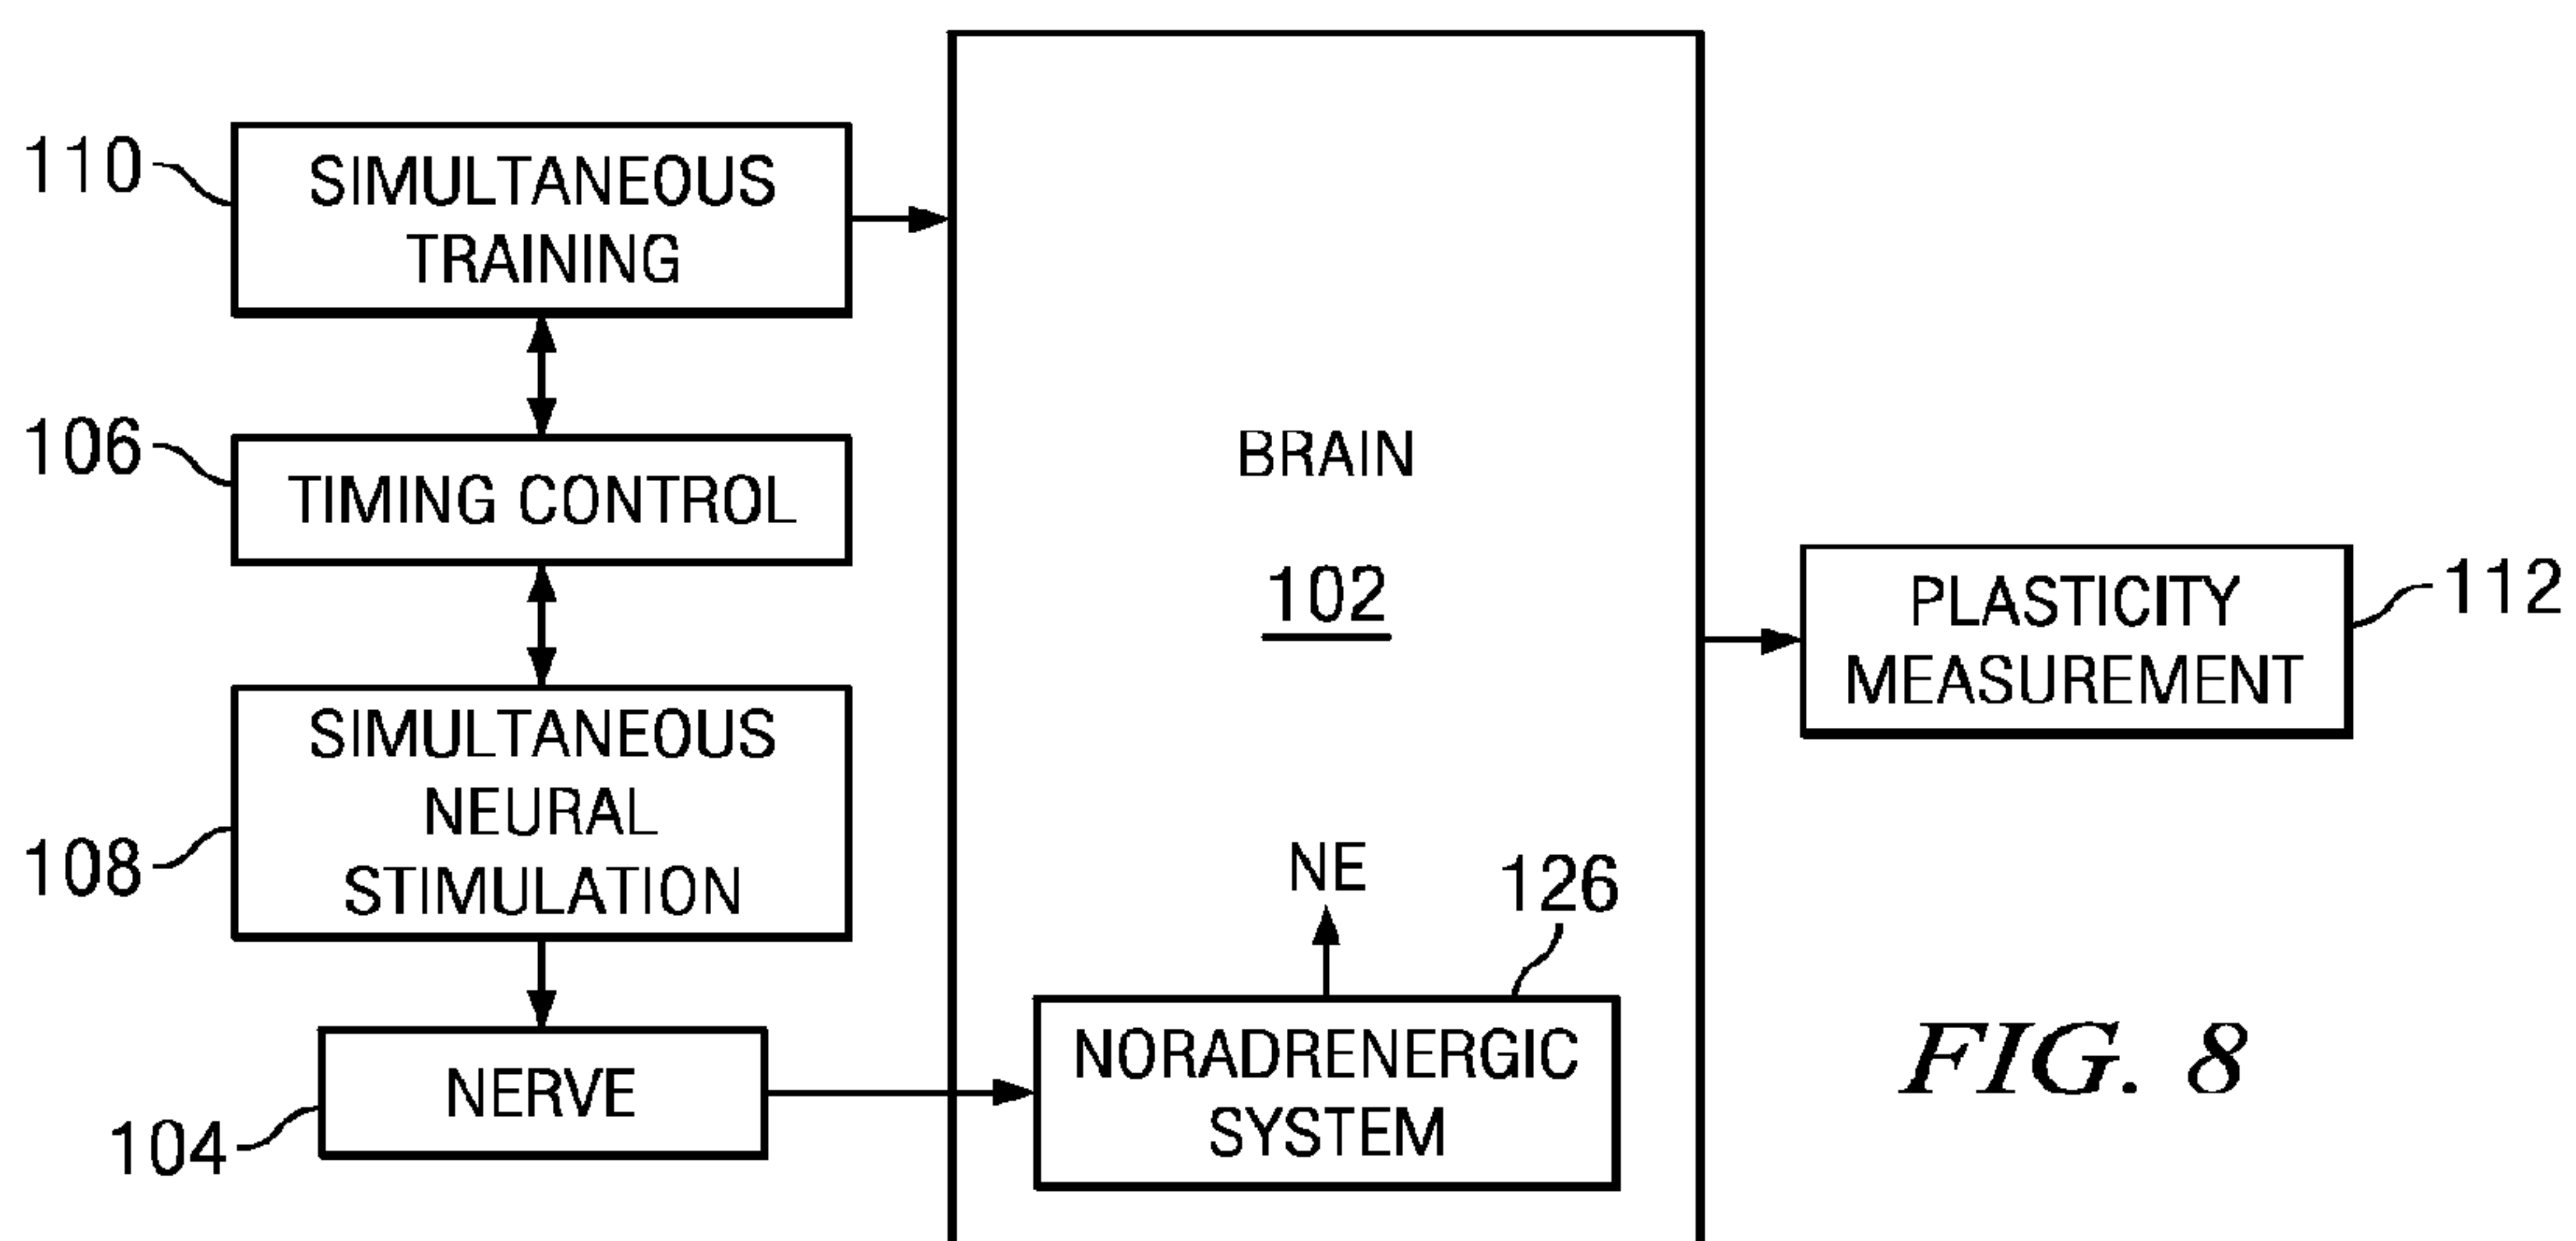 110
SIMULTANEOUS
TRAINING
106
TIMING CONTROL
108
SIMULTANEOUS
NEURAL
STIMULATION
104
NERVE
BRAIN
102
NE
126
NORADRENERGIC
SYSTEM
PLASTICITY
MEASUREMENT
112
FIG. 8